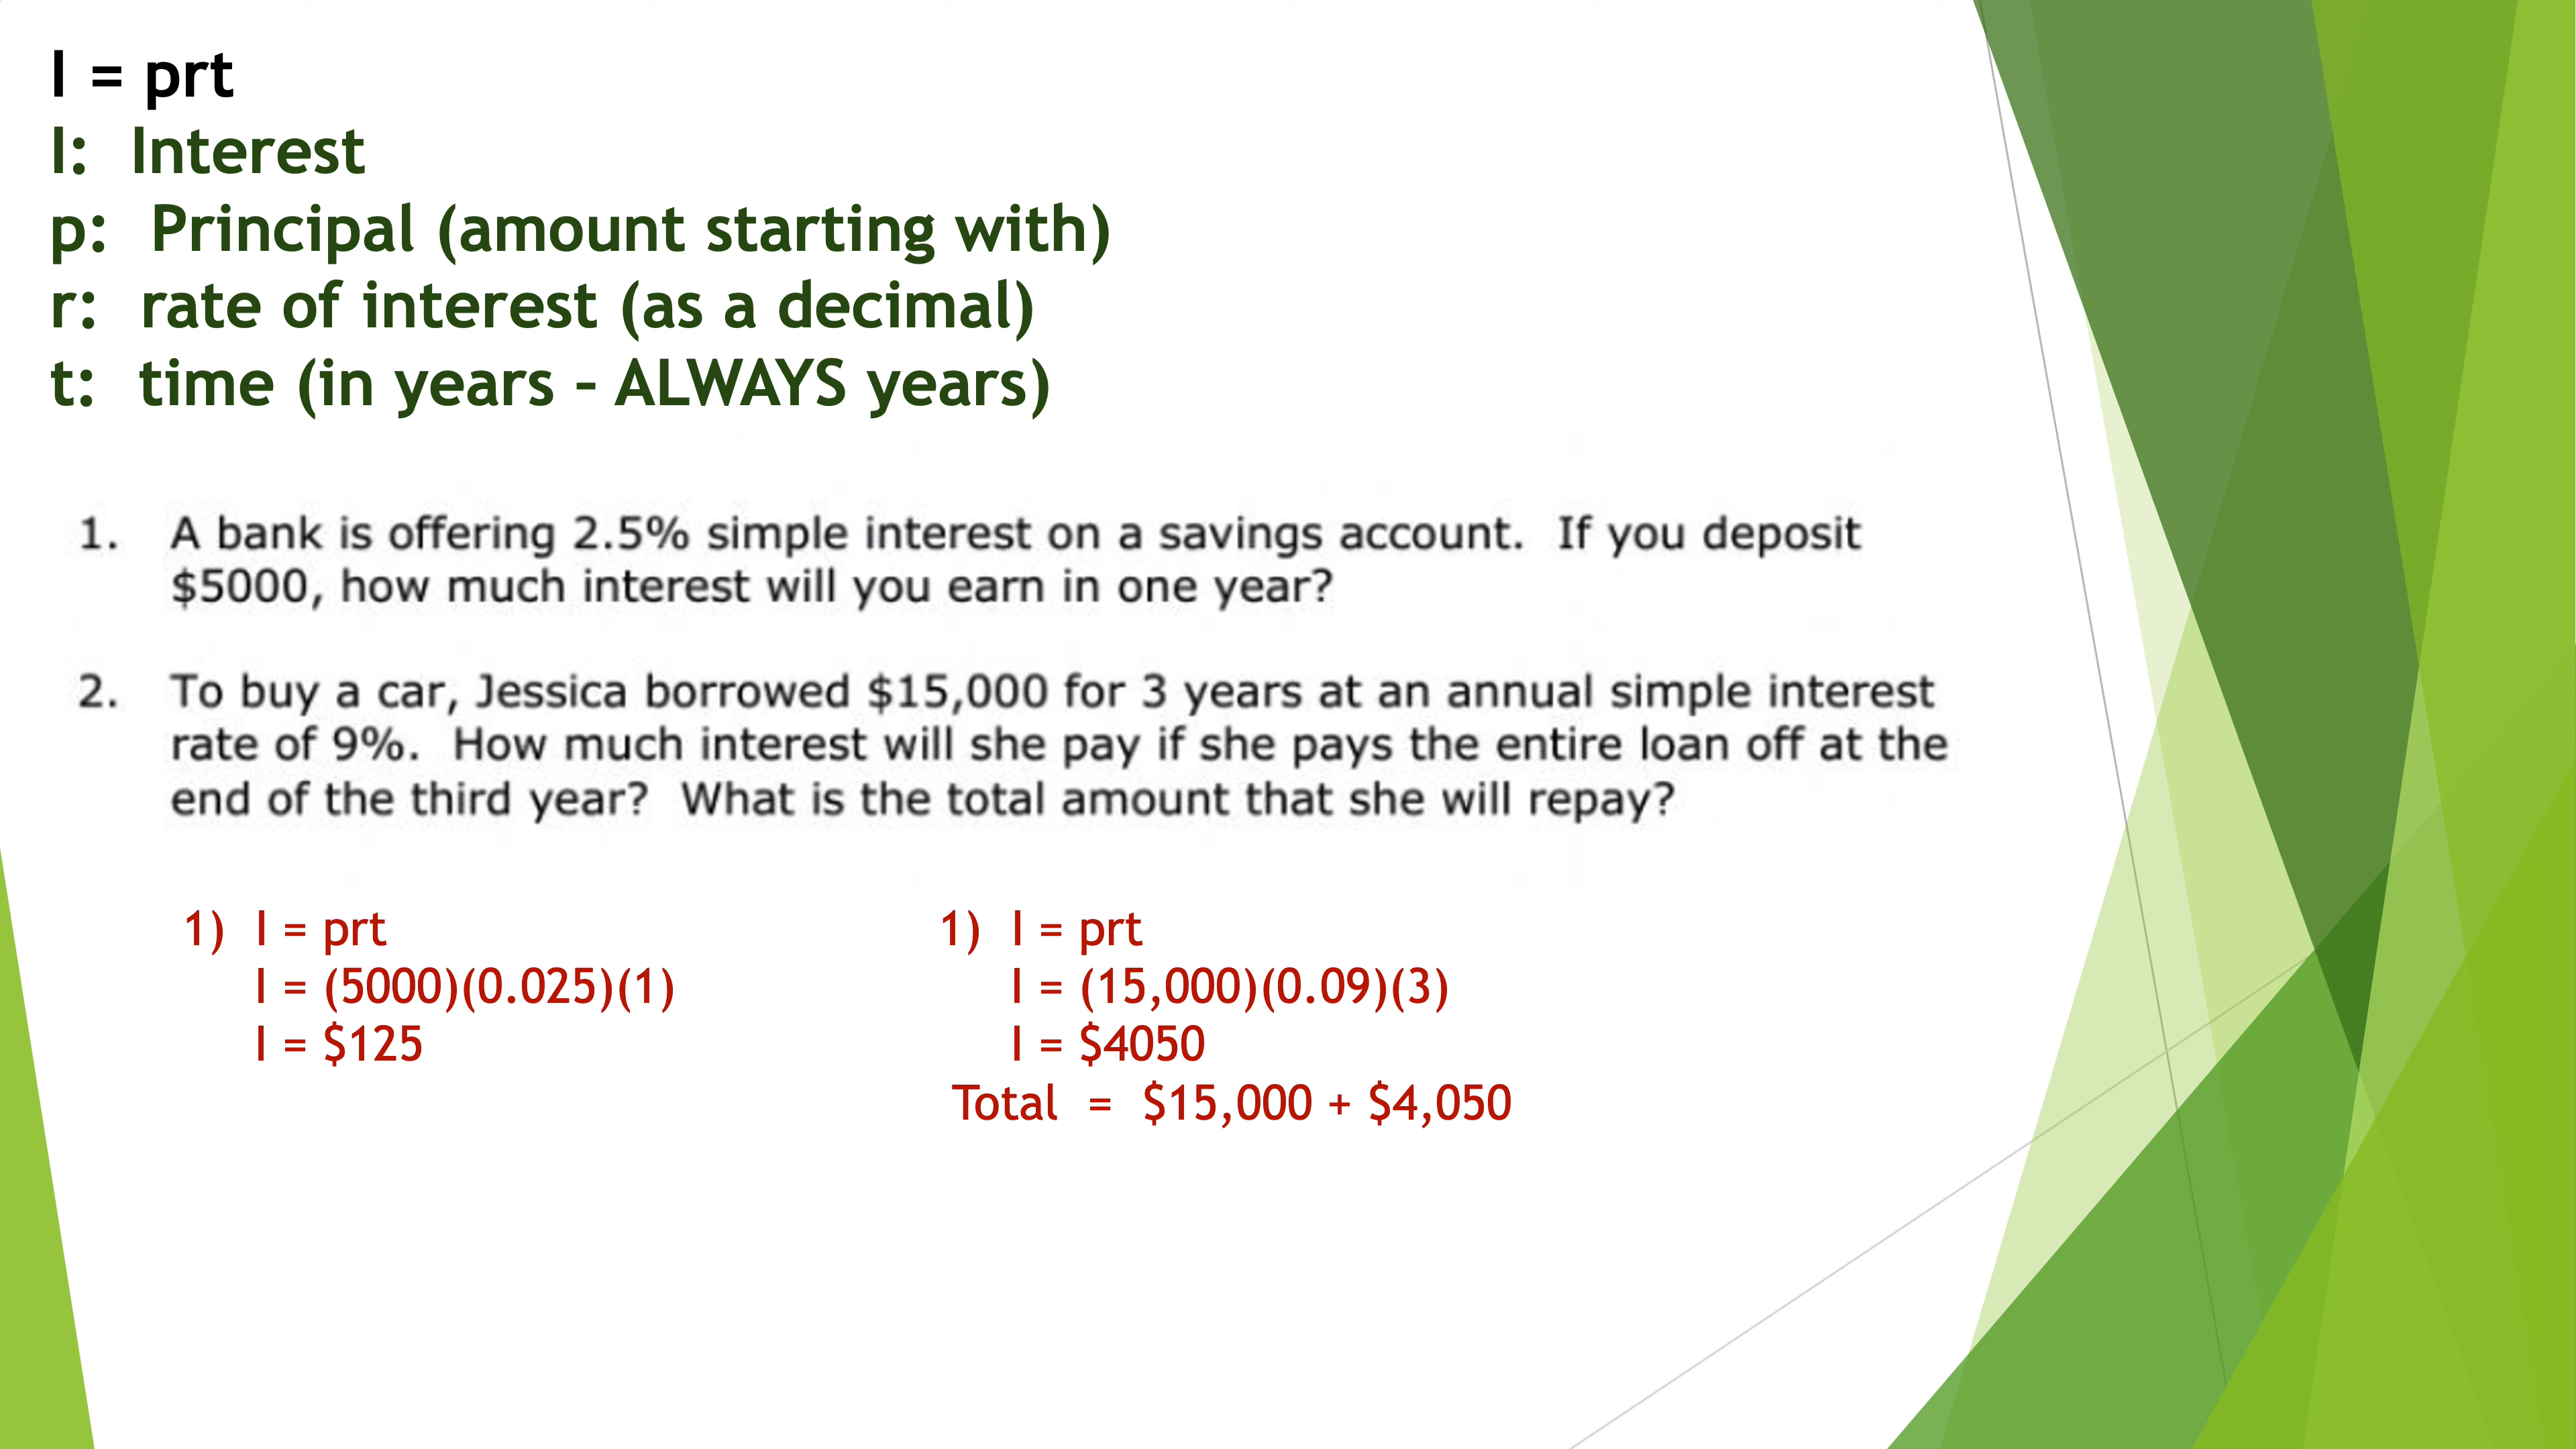 I = prt
I: Interest
p: Principal (amount starting with)
r: rate of interest (as a decimal)
t: time (in years – ALWAYS years)
1. A bank is offering 2.5% simple interest on a savings account. If you deposit
$5000, how much interest will you earn in one year?
2. To buy a car, Jessica borrowed $15,000 for 3 years at an annual simple interest
rate of 9%. How much interest will she pay if she pays the entire loan off at the
end of the third year? What is the total amount that she will repay?
1) I = prt
I = (5000)(0.025)(1)
I = $125
1) I = prt
I = (15,000)(0.09)(3)
I = $4050
Total = $15,000 + $4,050